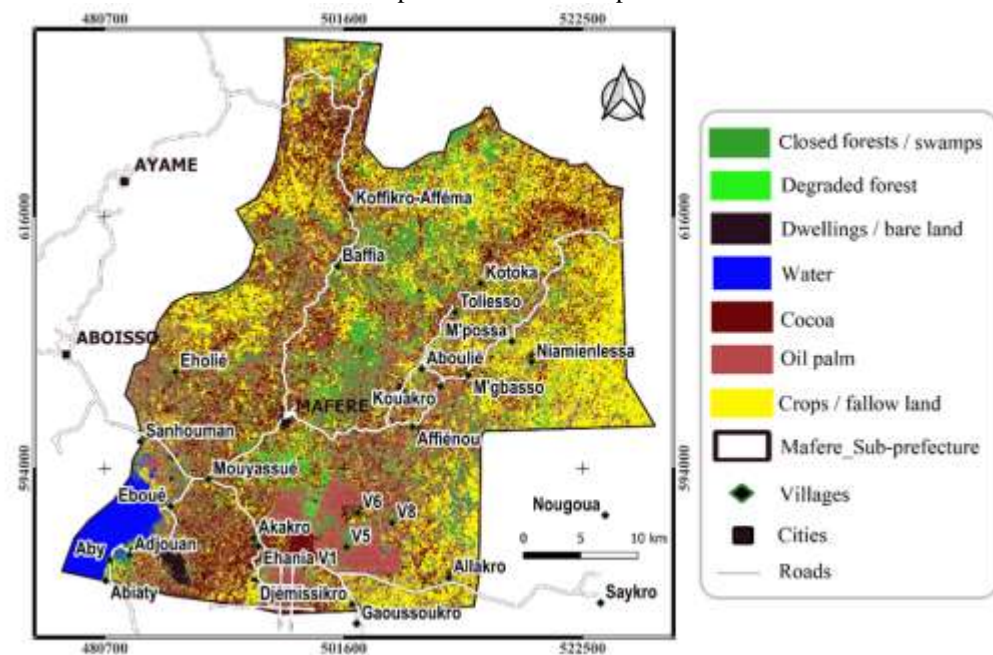 480700 501600 522500
AYAME
Koffikro-Afféma
616000 616000
Baffia
Kotoka
Toliesso
M'possa
ABOISSO
Niamienlessa
Eholié
Aboulié
M'gbasso
Kouakro
MAFERE
Affiénou
Sanhouman
594000 594000
Mouyassué
V6
Eboué
V8
Nougoua
Akakro
V5
0 5 10 km
Aby
Adjouan
Ehania V1
Allakro
Abiaty
Djémissikro
Saykro
Gaoussoukro
480700 501600 522500
Closed forests / swamps
Degraded forest
Dwellings / bare land
Water
Cocoa
Oil palm
Crops / fallow land
Mafere_Sub-prefecture
Villages
Cities
Roads